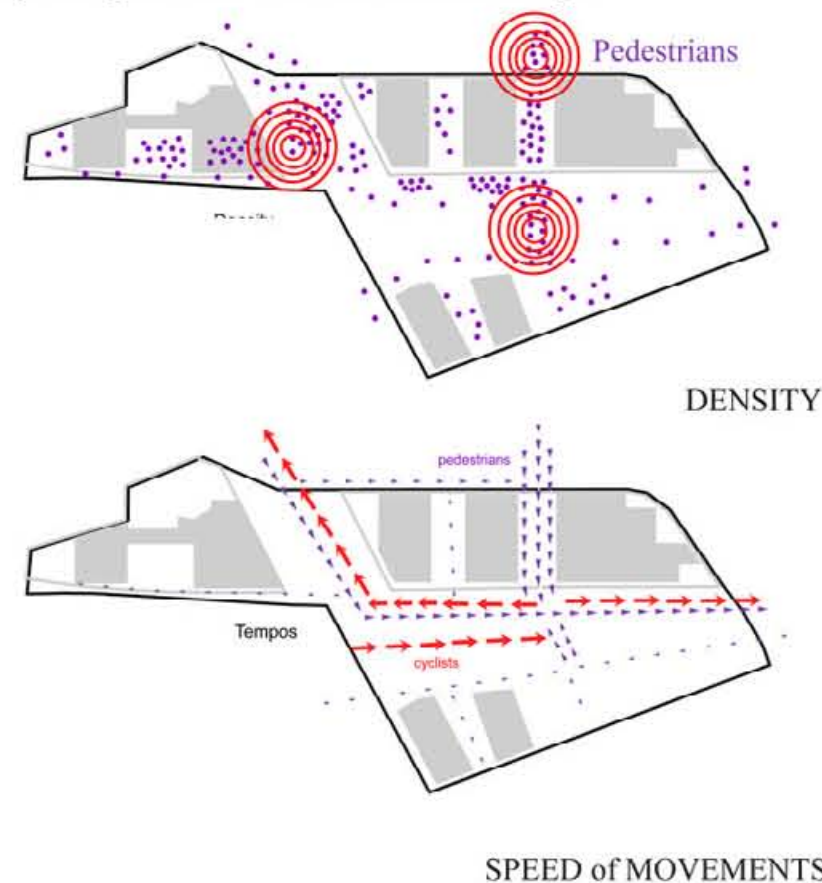 Pedestrians
DENSITY
pedestrians
Tempos
cyclists
SPEED of MOVEMENTS